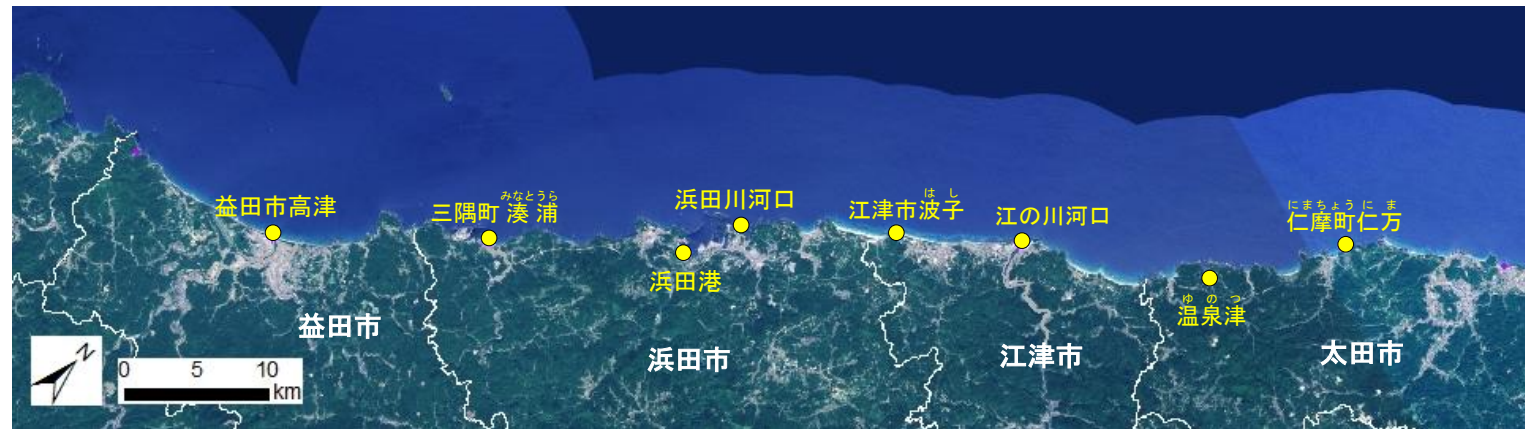 益田市高津
みなとうら
三隅町湊浦
浜田川河口
浜田港
はし
江津市波子
江の川河口
ゆのつ
温泉津
にまちょうにま
仁摩町仁万
益田市
浜田市
江津市
太田市
N
0 5 10
km